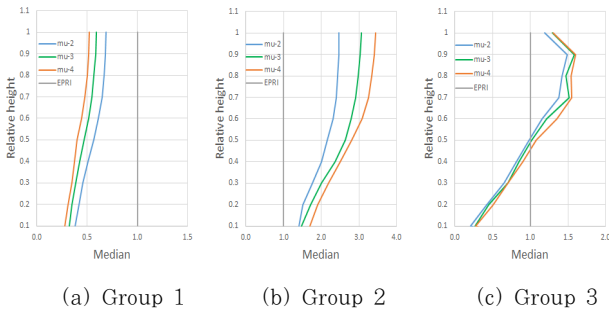 1.1
1
0.9
0.8
0.7
0.6
0.5
0.4
0.3
0.2
0.1
Relative height
mu-2
mu-3
mu-4
EPRI
0.0 0.5 1.0 1.5
Median
(a) Group 1
1.1
1
0.9
0.8
0.7
0.6
0.5
0.4
0.3
0.2
0.1
Relative height
mu-2
mu-3
mu-4
EPRI
0.0 1.0 2.0 3.0 4.0
Median
(b) Group 2
1.1
1
0.9
0.8
0.7
0.6
0.5
0.4
0.3
0.2
0.1
Relative height
mu-2
mu-3
mu-4
EPRI
0.0 0.5 1.0 1.5 2.0
Median
(c) Group 3